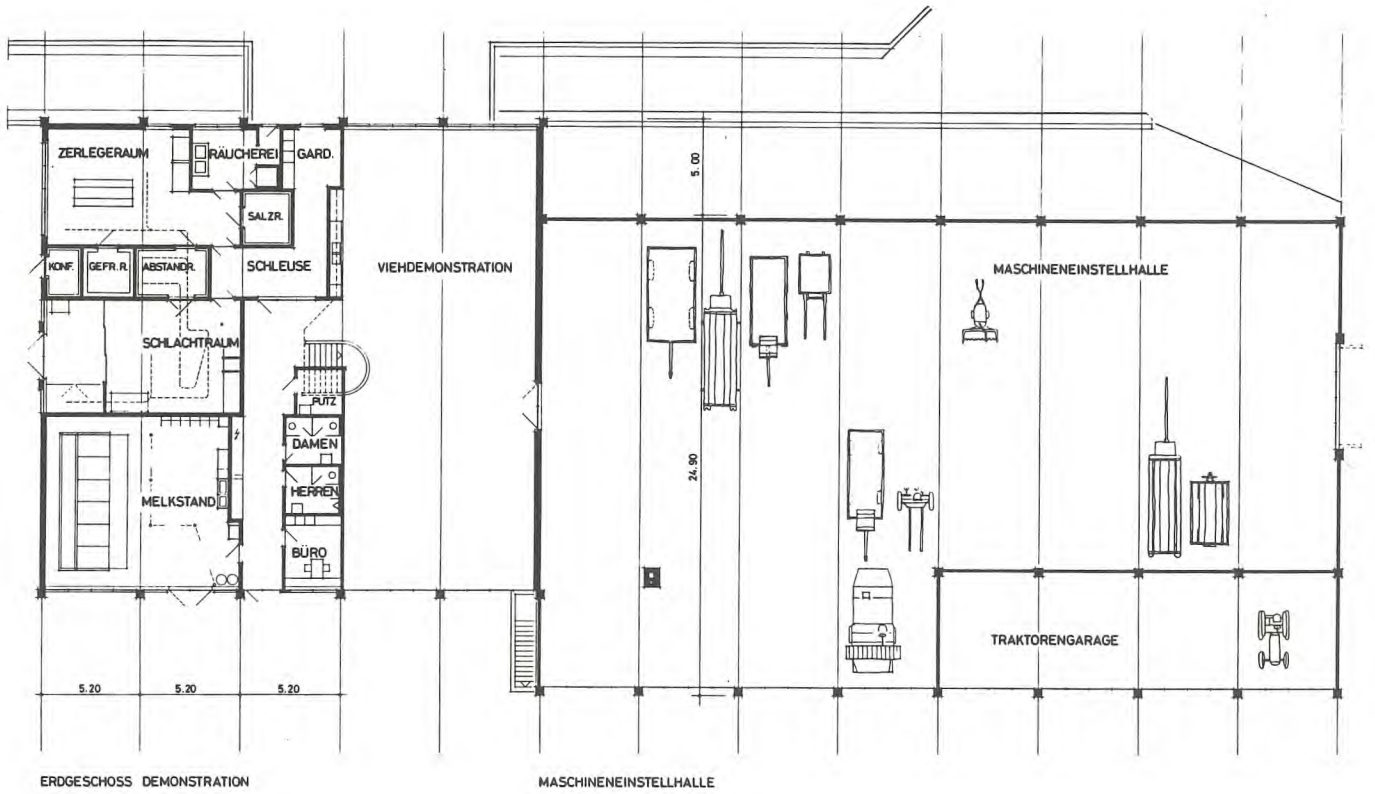 ZERLEGERAUM
RÄUCHEREI
GARD.
5.00
SALZR.
KONF.
GEFR. R.
ABSTANDR.
SCHLEUSE
VIEHDEMONSTRATION
MASCHINENEINSTELLHALLE
SCHLACHTRAUM
PUTZ
DAMEN
24.90
HERREN
MELKSTAND
BÜRO
TRAKTORENGARAGE
5.20
5.20
5.20
ERDGESCHOSS DEMONSTRATION
MASCHINENEINSTELLHALLE